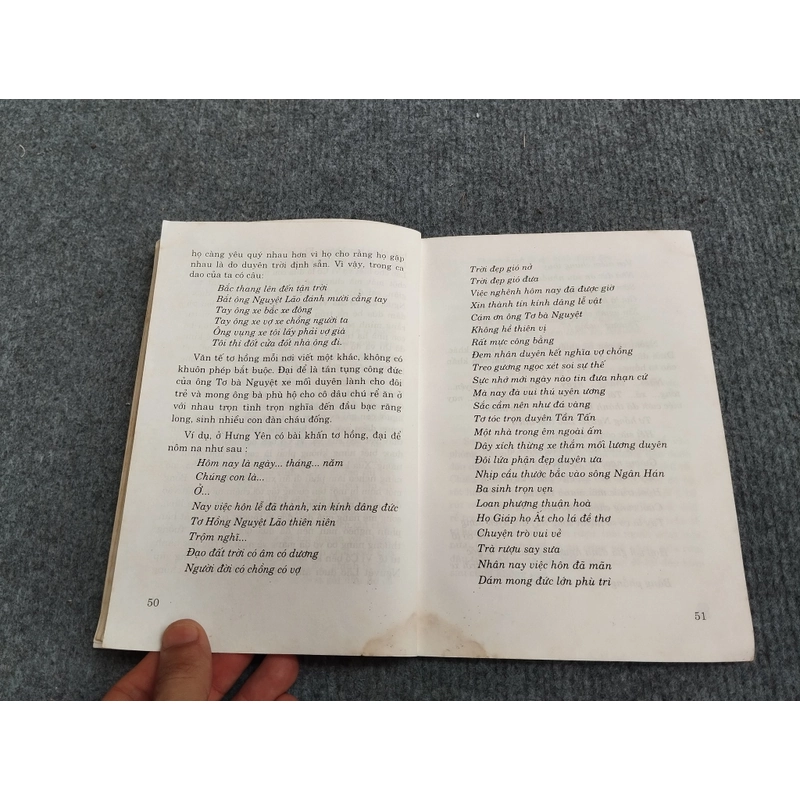 họ càng yêu quý nhau hơn vì họ cho rằng họ gặp
nhau là do duyên trời định sẵn. Vì vậy, trong ca
dao của ta có câu:
Bắc thang lên đến tận trời
Bắt ông Nguyệt Lão đánh mười cẳng tay
Tay ông xe bắc xe đông
Tay ông xe vợ xe chồng người ta
Ông vụng xe tôi lấy phải vợ già
Tôi thì đốt cửa đốt nhà ông đi.
Văn tế tơ hồng mỗi nơi viết một khác, không có
khuôn phép bắt buộc. Đại để là tán tụng công đức
của ông Tơ bà Nguyệt xe mối duyên lành cho đôi
trẻ và mong ông bà phù hộ cho cô dâu chú rể ăn ở
với nhau trọn tình trọn nghĩa đến đầu bạc răng
long, sinh nhiều con đàn cháu đống.
Ví dụ, ở Hưng Yên có bài khấn tơ hồng, đại để
nôm na như sau :
Hôm nay là ngày... tháng... năm
Chúng con là...
Ở...
Nay việc hôn lễ đã thành, xin kính dâng đức
Tơ Hồng Nguyệt Lão thiên niên
Trộm nghĩ...
Đạo đất trời có âm có dương
Người đời có chồng có vợ
50
Trời đẹp gió nở
Trời đẹp gió đưa
Việc nghênh hôm nay đã được giờ
Xin thành tín kính dâng lễ vật
Cám ơn ông Tơ bà Nguyệt
Không hề thiên vị
Rất mực công bằng
Đem nhân duyên kết nghĩa vợ chồng
Treo gương ngọc xét soi sự thế
Sực nhớ mới ngày nào tin đưa nhạn cứ
Mà nay đã vui thú uyên ương
Sắc cầm nên như đá vàng
Tơ tóc trọn duyên Tần Tấn
Một nhà trong êm ngoài ấm
Dây xích thừng xe thắm mối lương duyên
Đôi lứa phận đẹp duyên ưa
Nhịp cầu thước bắc vào sông Ngân Hán
Ba sinh trọn vẹn
Loan phượng thuận hoà
Họ Giáp họ Ất cho lá đề thơ
Chuyện trò vui vẻ
Trà rượu say sưa
Nhân nay việc hôn đã mãn
Dám mong đức lớn phù trì
51